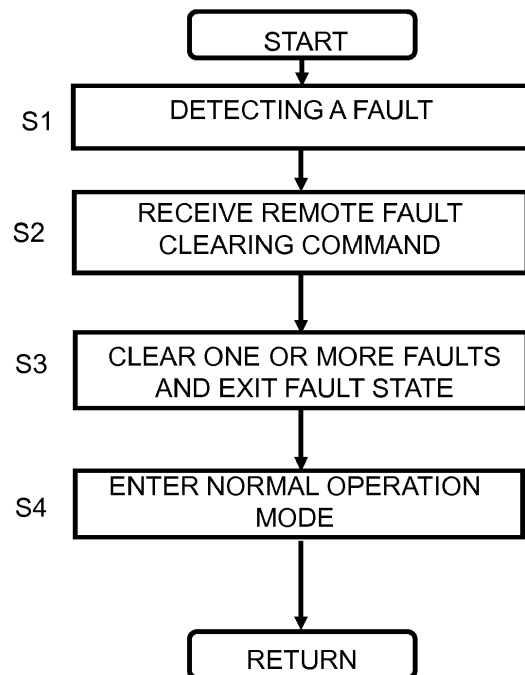 START
S1
DETECTING A FAULT
S2
RECEIVE REMOTE FAULT
CLEARING COMMAND
S3
CLEAR ONE OR MORE FAULTS
AND EXIT FAULT STATE
S4
ENTER NORMAL OPERATION
MODE
RETURN